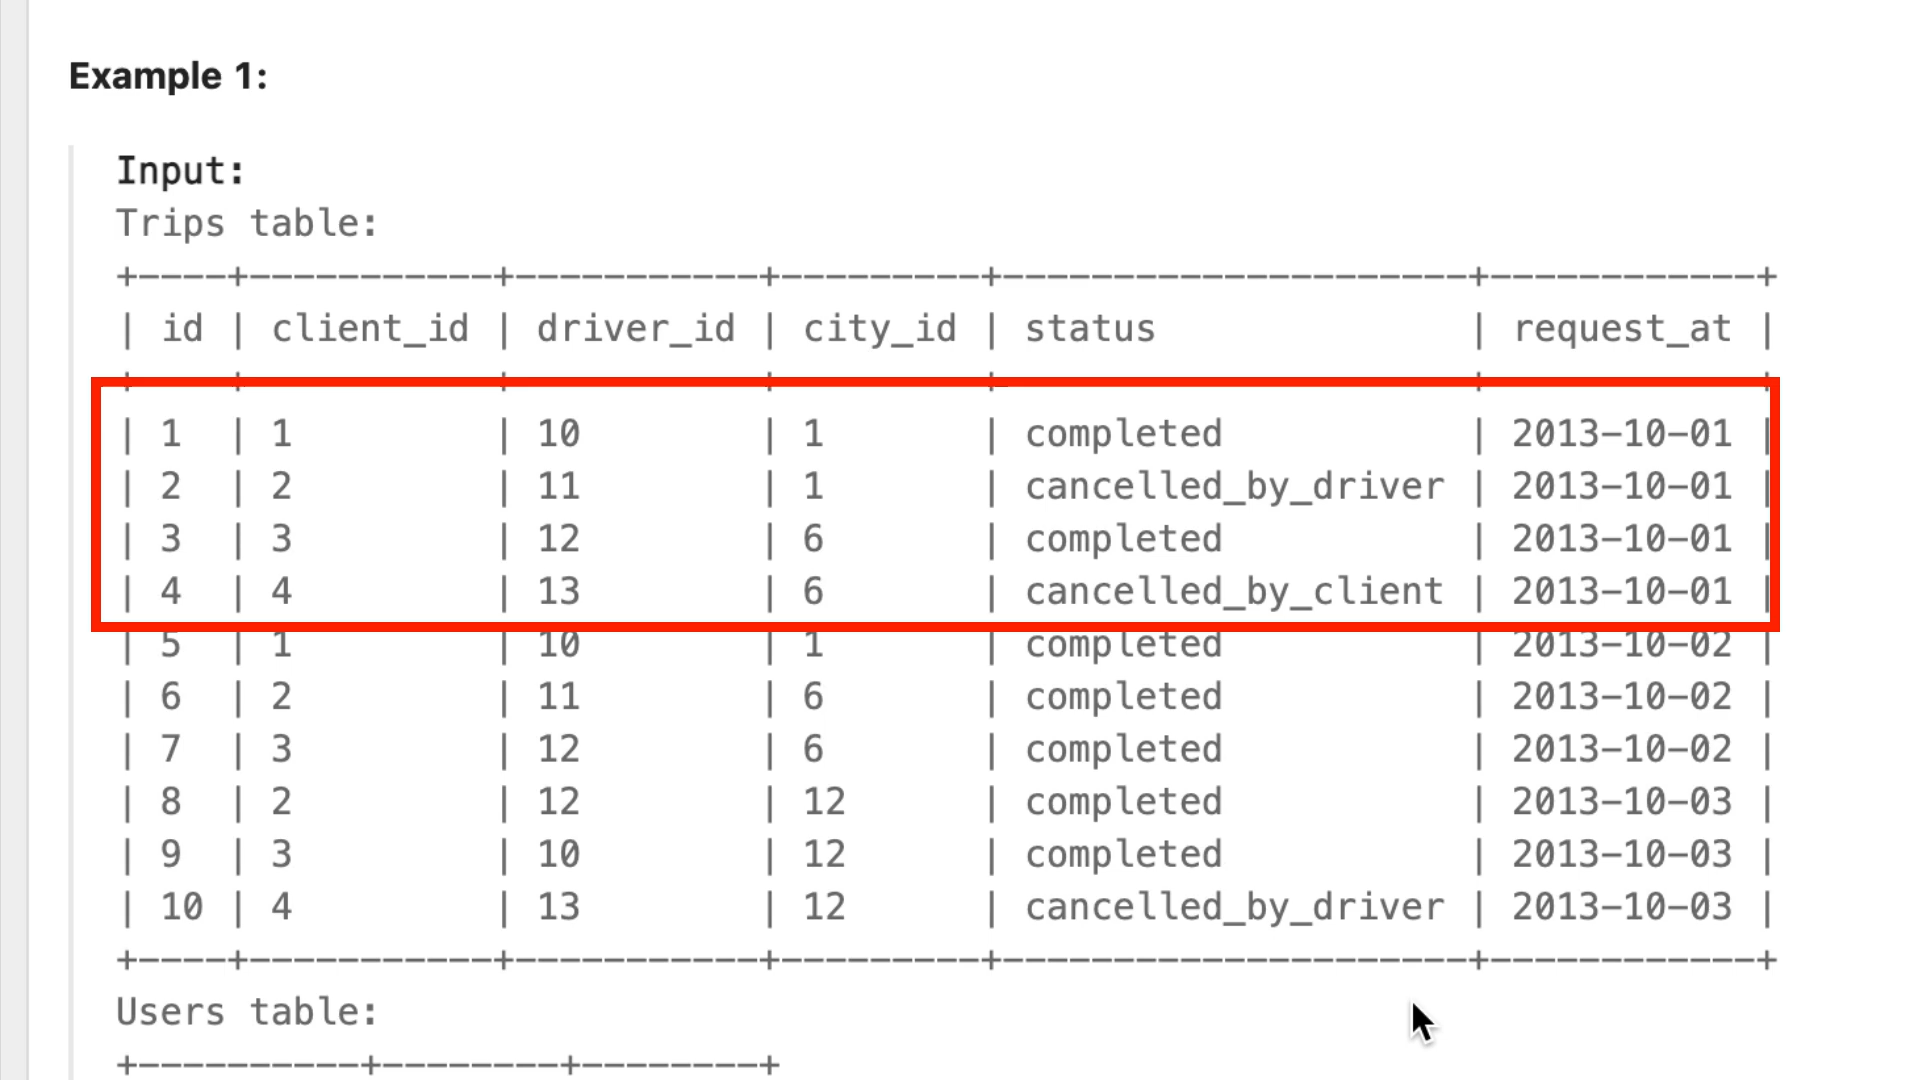 Example 1:
Input:
Trips table:
+----+-----------+-----------+---------+---------------------+------------+
| id | client_id | driver_id | city_id | status              | request_at |
| 1  | 1         | 10        | 1       | completed           | 2013-10-01 |
| 2  | 2         | 11        | 1       | cancelled_by_driver | 2013-10-01 |
| 3  | 3         | 12        | 6       | completed           | 2013-10-01 |
| 4  | 4         | 13        | 6       | cancelled_by_client | 2013-10-01 |
| 5  | 1         | 10        | 1       | completed           | 2013-10-02 |
| 6  | 2         | 11        | 6       | completed           | 2013-10-02 |
| 7  | 3         | 12        | 6       | completed           | 2013-10-02 |
| 8  | 2         | 12        | 12      | completed           | 2013-10-03 |
| 9  | 3         | 10        | 12      | completed           | 2013-10-03 |
| 10 | 4         | 13        | 12      | cancelled_by_driver | 2013-10-03 |
+----+-----------+-----------+---------+---------------------+------------+
Users table:
+----------+--------+--------+